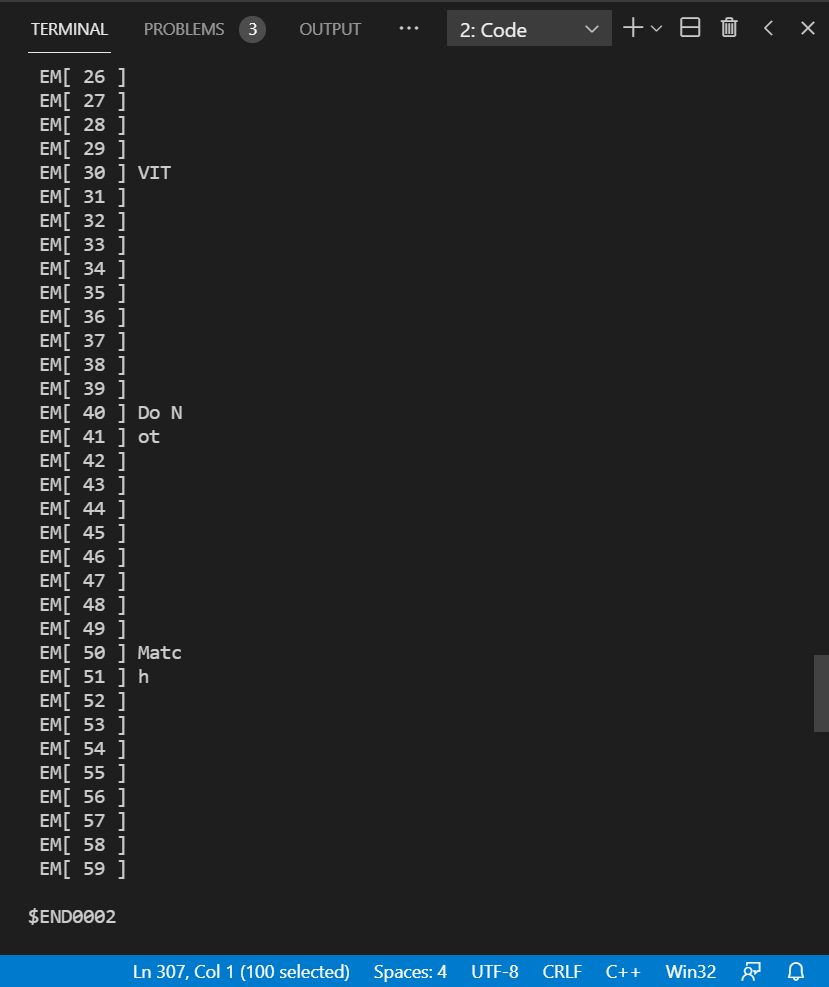 TERMINAL PROBLEMS 3 OUTPUT ··· 2: Code
EM[ 26 ]
EM[ 27 ]
EM[ 28 ]
EM[ 29 ]
EM[ 30 ] VIT
EM[ 31 ]
EM[ 32 ]
EM[ 33 ]
EM[ 34 ]
EM[ 35 ]
EM[ 36 ]
EM[ 37 ]
EM[ 38 ]
EM[ 39 ]
EM[ 40 ] Do N
EM[ 41 ] ot
EM[ 42 ]
EM[ 43 ]
EM[ 44 ]
EM[ 45 ]
EM[ 46 ]
EM[ 47 ]
EM[ 48 ]
EM[ 49 ]
EM[ 50 ] Matc
EM[ 51 ] h
EM[ 52 ]
EM[ 53 ]
EM[ 54 ]
EM[ 55 ]
EM[ 56 ]
EM[ 57 ]
EM[ 58 ]
EM[ 59 ]
$END0002
Ln 307, Col 1 (100 selected) Spaces: 4 UTF-8 CRLF C++ Win32